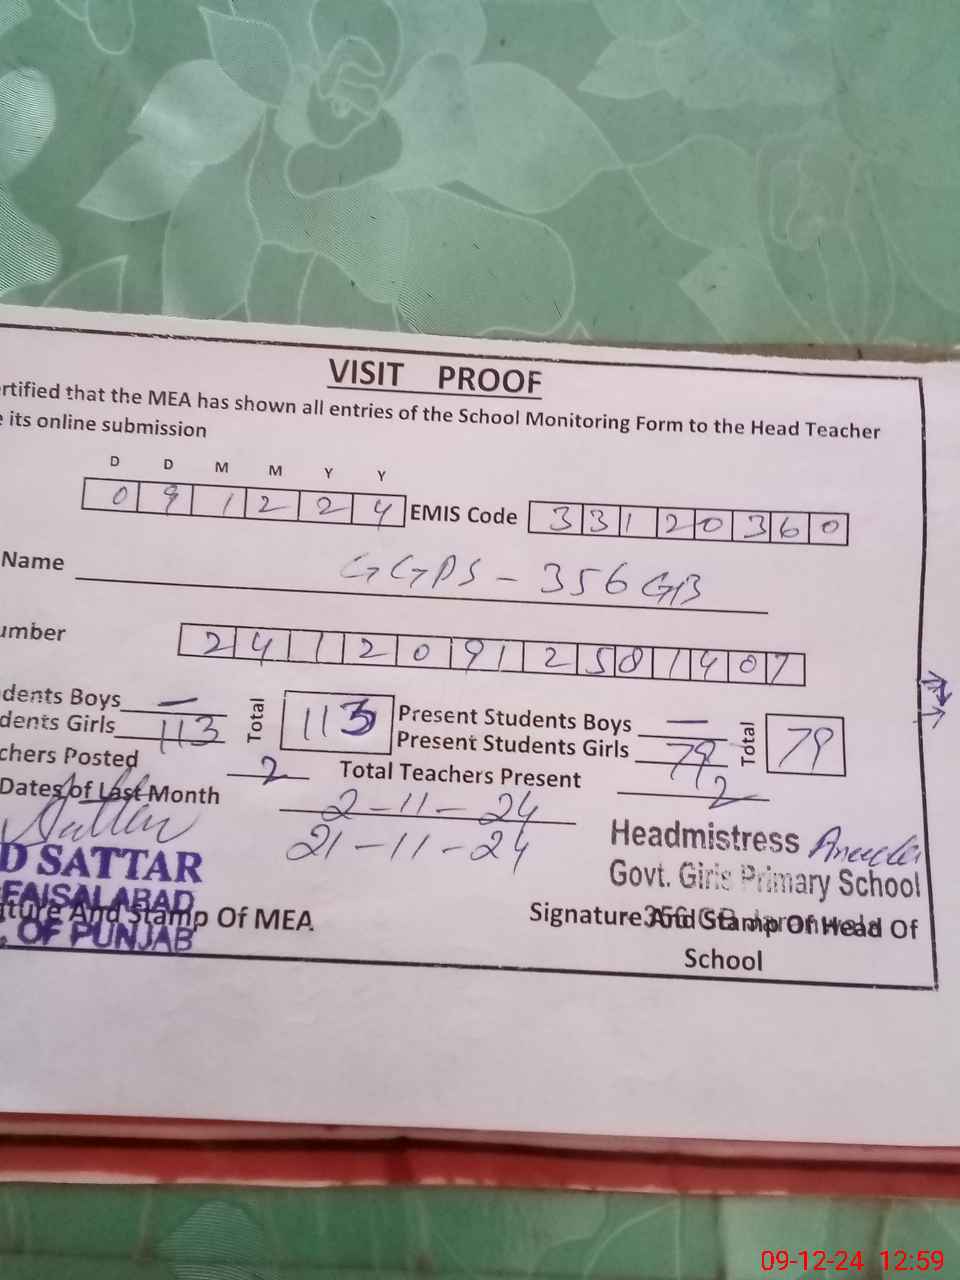 VISIT PROOF
rtified that the MEA has shown all entries of the School Monitoring Form to the Head Teacher
e its online submission
D D M M Y Y
0 9 1 2 2 4 EMIS Code 3 3 1 2 0 3 6 0
Name GGPS - 356 GB
umber 2 4 1 2 0 9 1 2 5 8 1 4 0 7
dents Boys — Total 113 Present Students Boys — Total 79
dents Girls 113 Present Students Girls 79
chers Posted 2 Total Teachers Present 2
Dates of Last Month 2-11-24
21-11-24
D SATTAR
FAISALABAD
. OF PUNJAB
ture And Stamp Of MEA
Headmistress
Govt. Girls Primary School
356 GB Jaranwala
Signature And Stamp Of Head Of
School
09-12-24 12:59